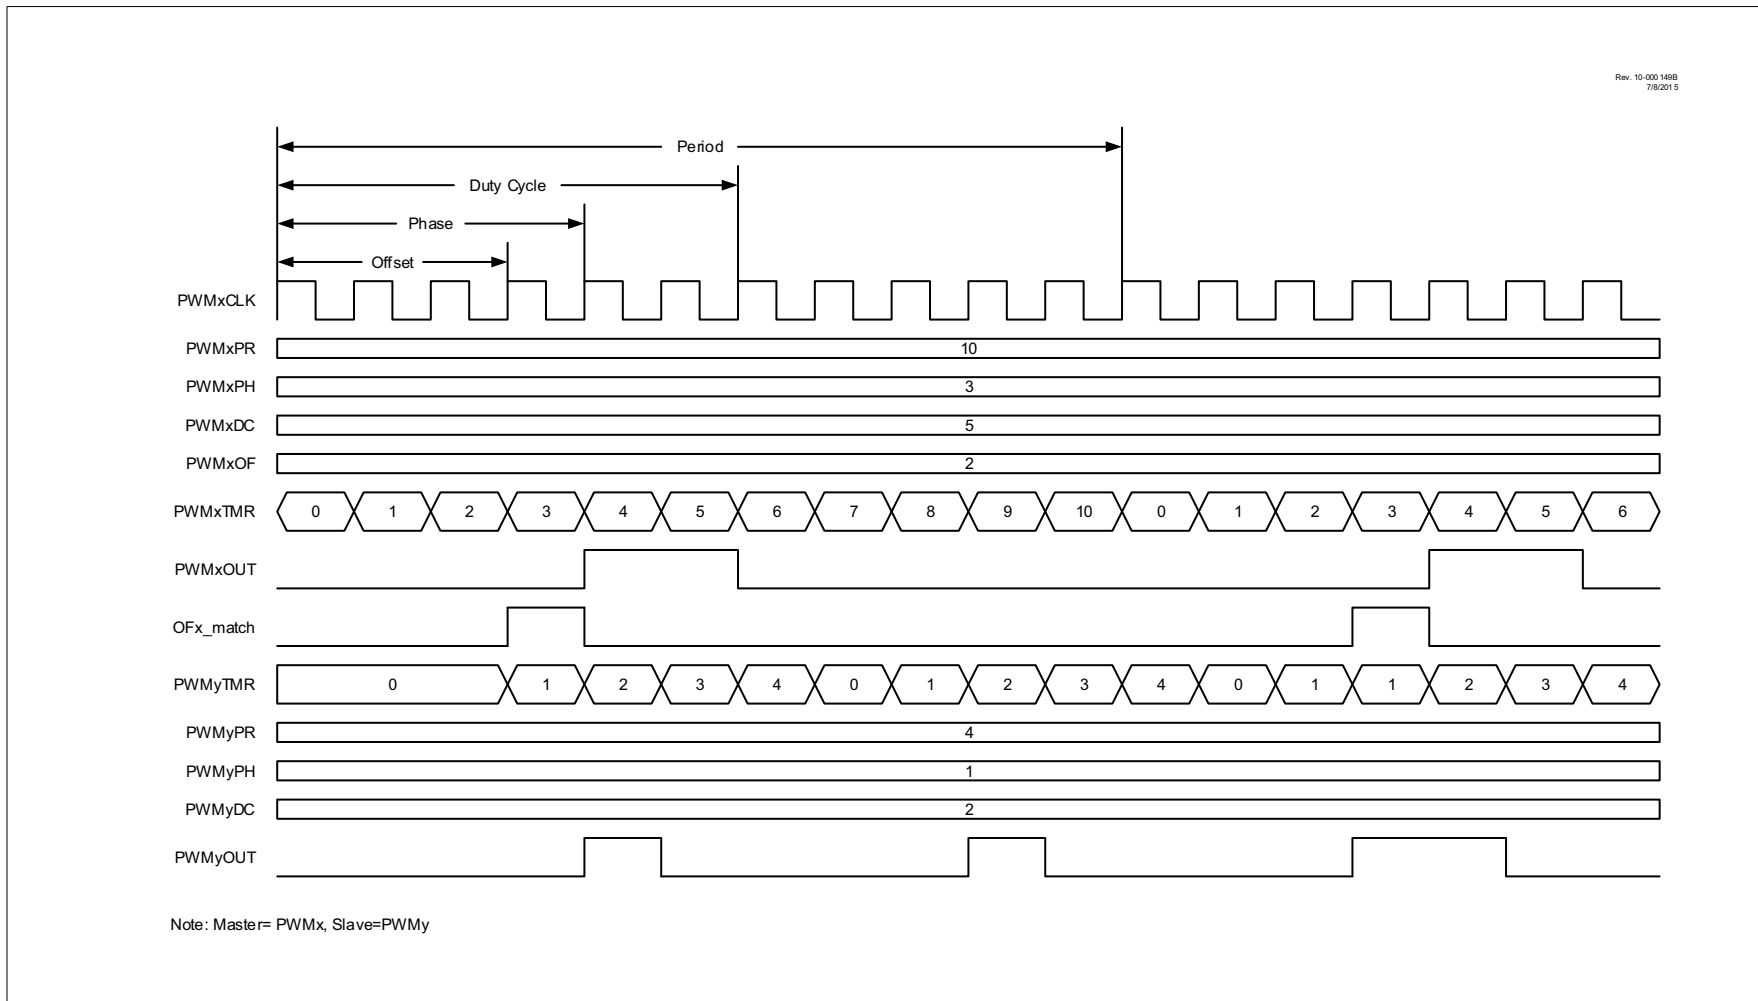 Rev. 10-000 149B
7/8/201 5
Period
Duty Cycle
Phase
Offset
PWMxCLK
PWMxPR 10
PWMxPH 3
PWMxDC 5
PWMxOF 2
PWMxTMR 0 1 2 3 4 5 6 7 8 9 10 0 1 2 3 4 5 6
PWMxOUT
OFx_match
PWMyTMR 0 1 2 3 4 0 1 2 3 4 0 1 1 2 3 4
PWMyPR 4
PWMyPH 1
PWMyDC 2
PWMyOUT
Note: Master= PWMx, Slave=PWMy